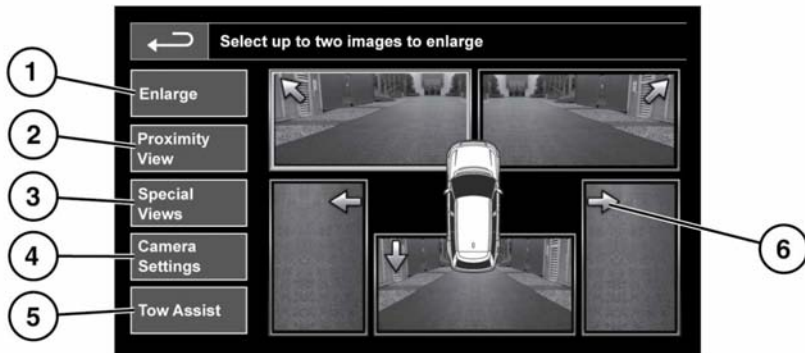 Select up to two images to enlarge
1
Enlarge
2
Proximity
View
3
Special
Views
4
Camera
Settings
5
Tow Assist
6